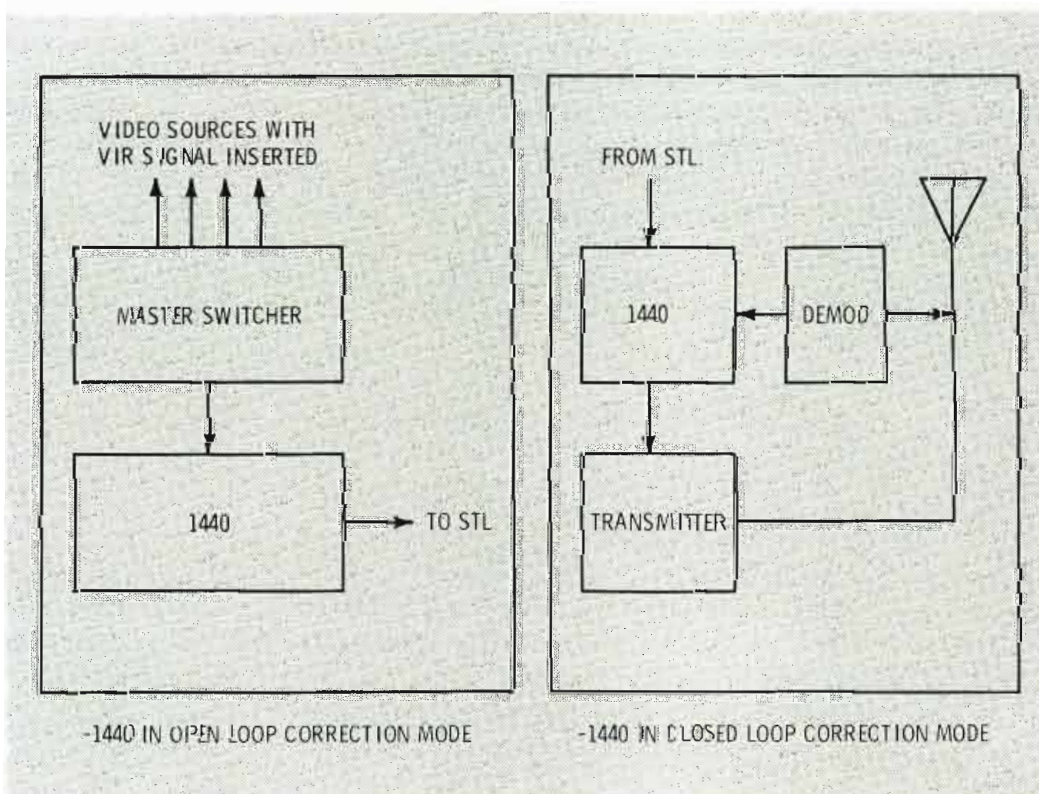 VIDEO SOURCES WITH
VIR SIGNAL INSERTED
MASTER SWITCHER
1440
TO STL
-1440 IN OPEN LOOP CORRECTION MODE
FROM STL
1440
DEMOD
TRANSMITTER
-1440 IN CLOSED LOOP CORRECTION MODE